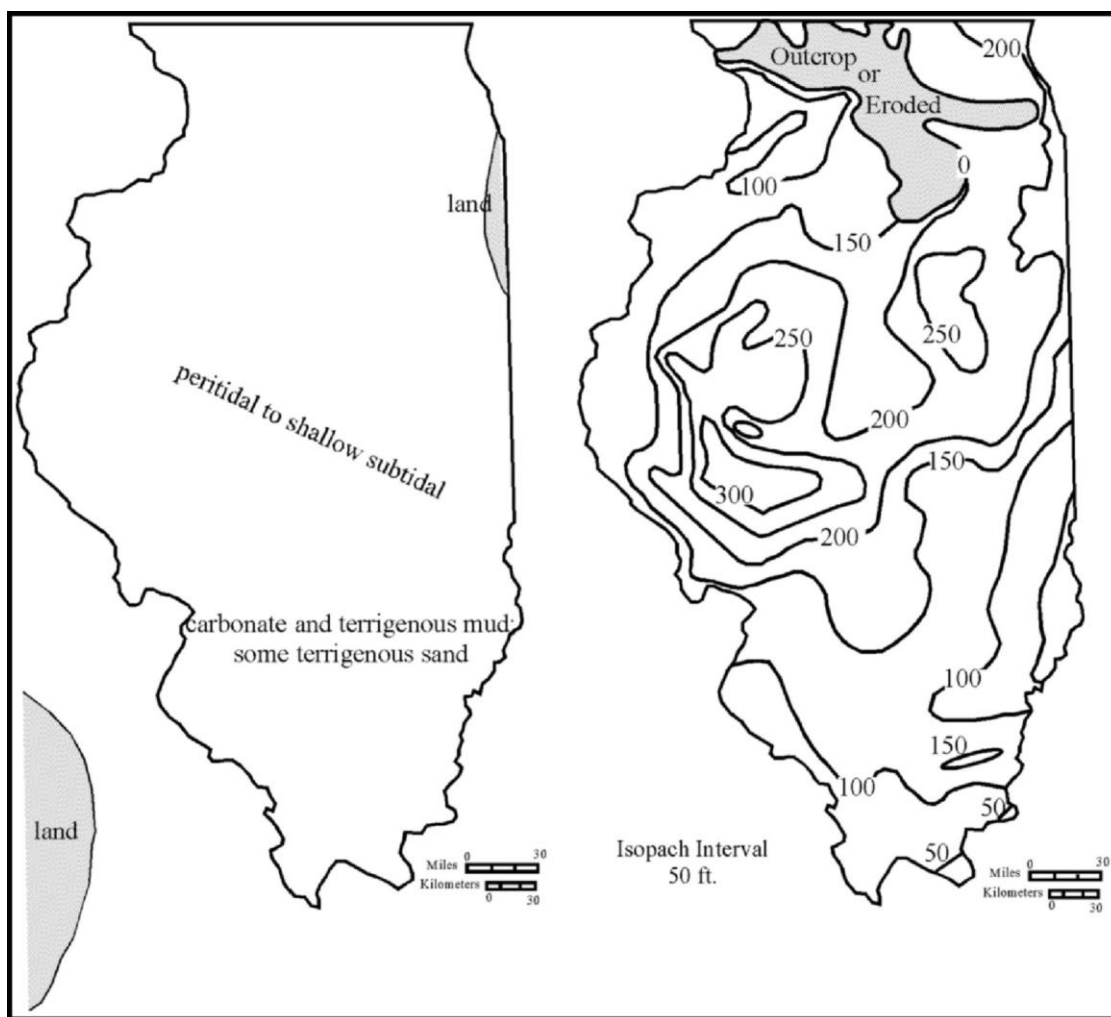 land
peritidal to shallow subtidal
carbonate and terrigenous mud;
some terrigenous sand
land
0 30
Miles
Kilometers
0 30
200
Outcrop
or
Eroded
0
100
150
250
250
200
150
300
200
100
150
100
50
50
Isopach Interval
50 ft.
0 30
Miles
Kilometers
0 30